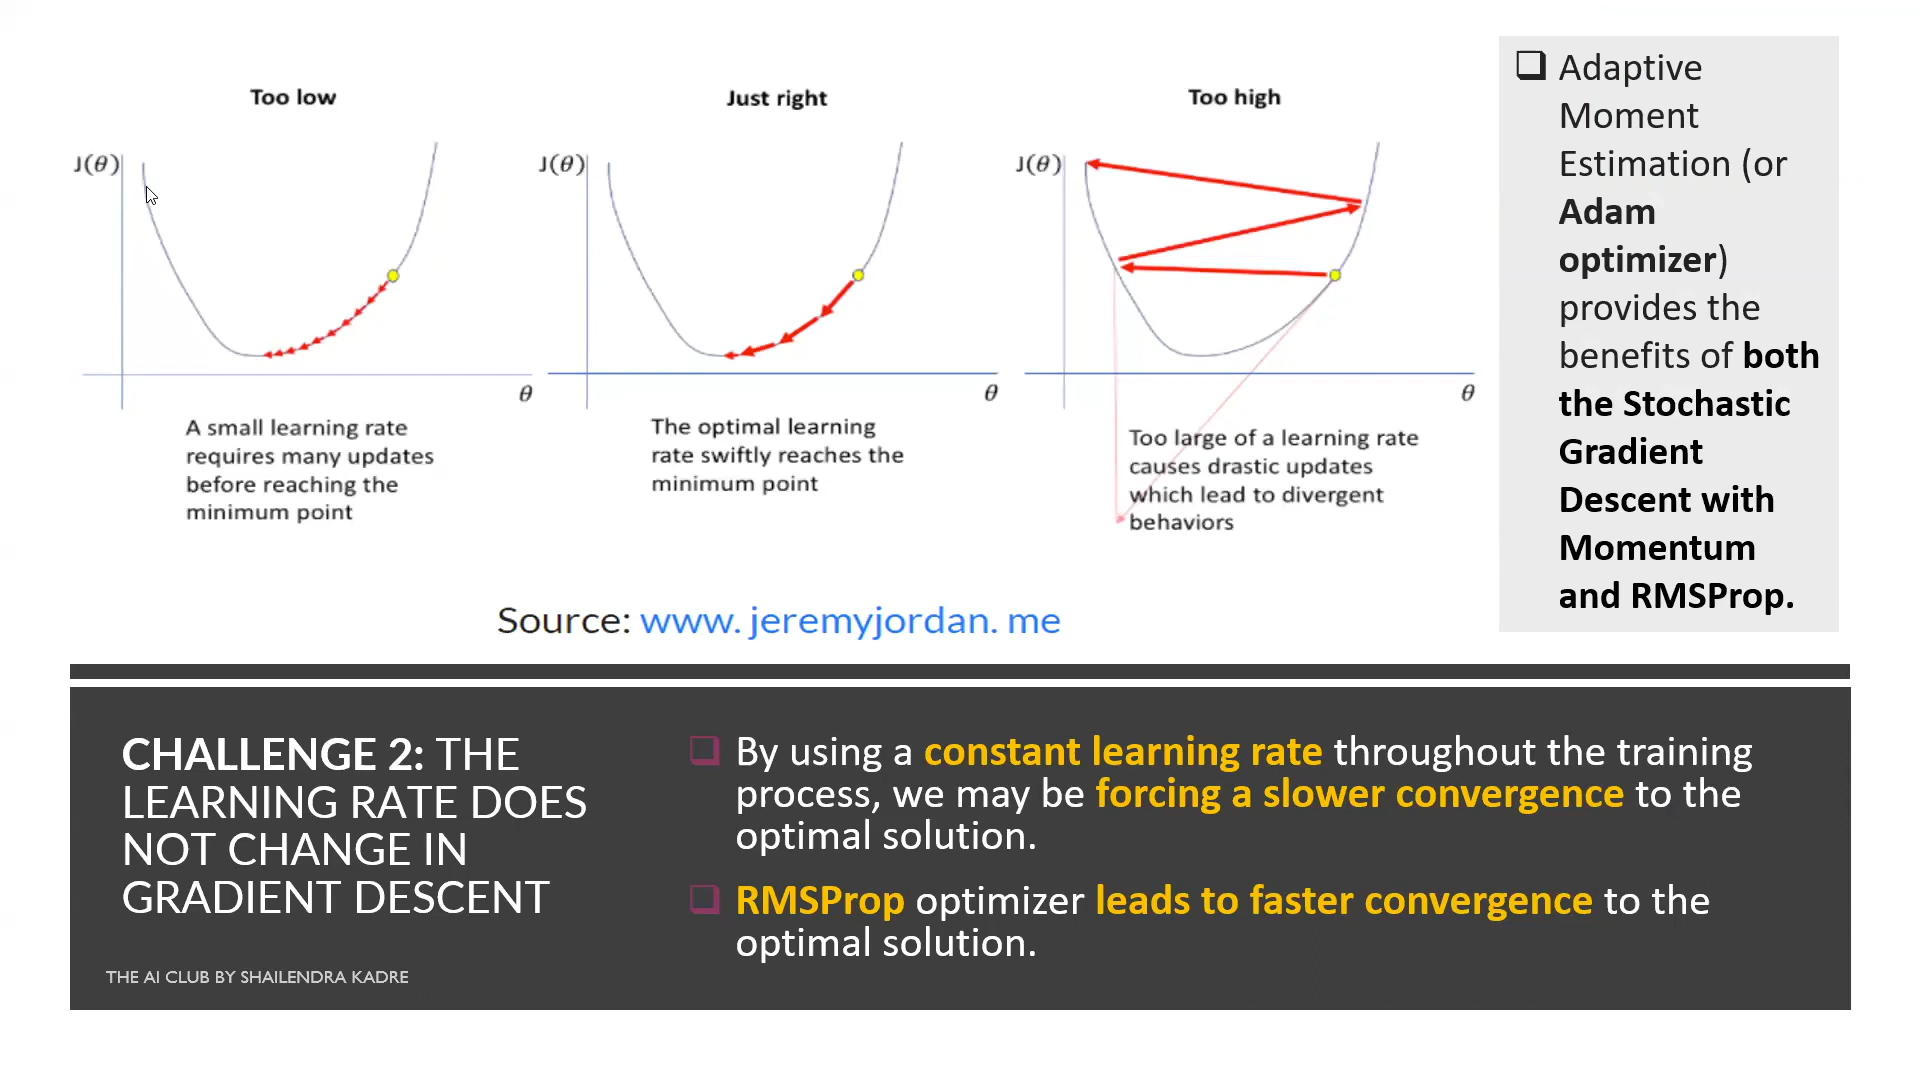 Too low
J(θ)
θ
A small learning rate
requires many updates
before reaching the
minimum point
Just right
J(θ)
θ
The optimal learning
rate swiftly reaches the
minimum point
Too high
J(θ)
θ
Too large of a learning rate
causes drastic updates
which lead to divergent
behaviors
Source: www. jeremyjordan. me
❑ Adaptive
Moment
Estimation (or
Adam
optimizer)
provides the
benefits of both
the Stochastic
Gradient
Descent with
Momentum
and RMSProp.
CHALLENGE 2: THE
LEARNING RATE DOES
NOT CHANGE IN
GRADIENT DESCENT
THE AI CLUB BY SHAILENDRA KADRE
❑ By using a constant learning rate throughout the training
process, we may be forcing a slower convergence to the
optimal solution.
❑ RMSProp optimizer leads to faster convergence to the
optimal solution.